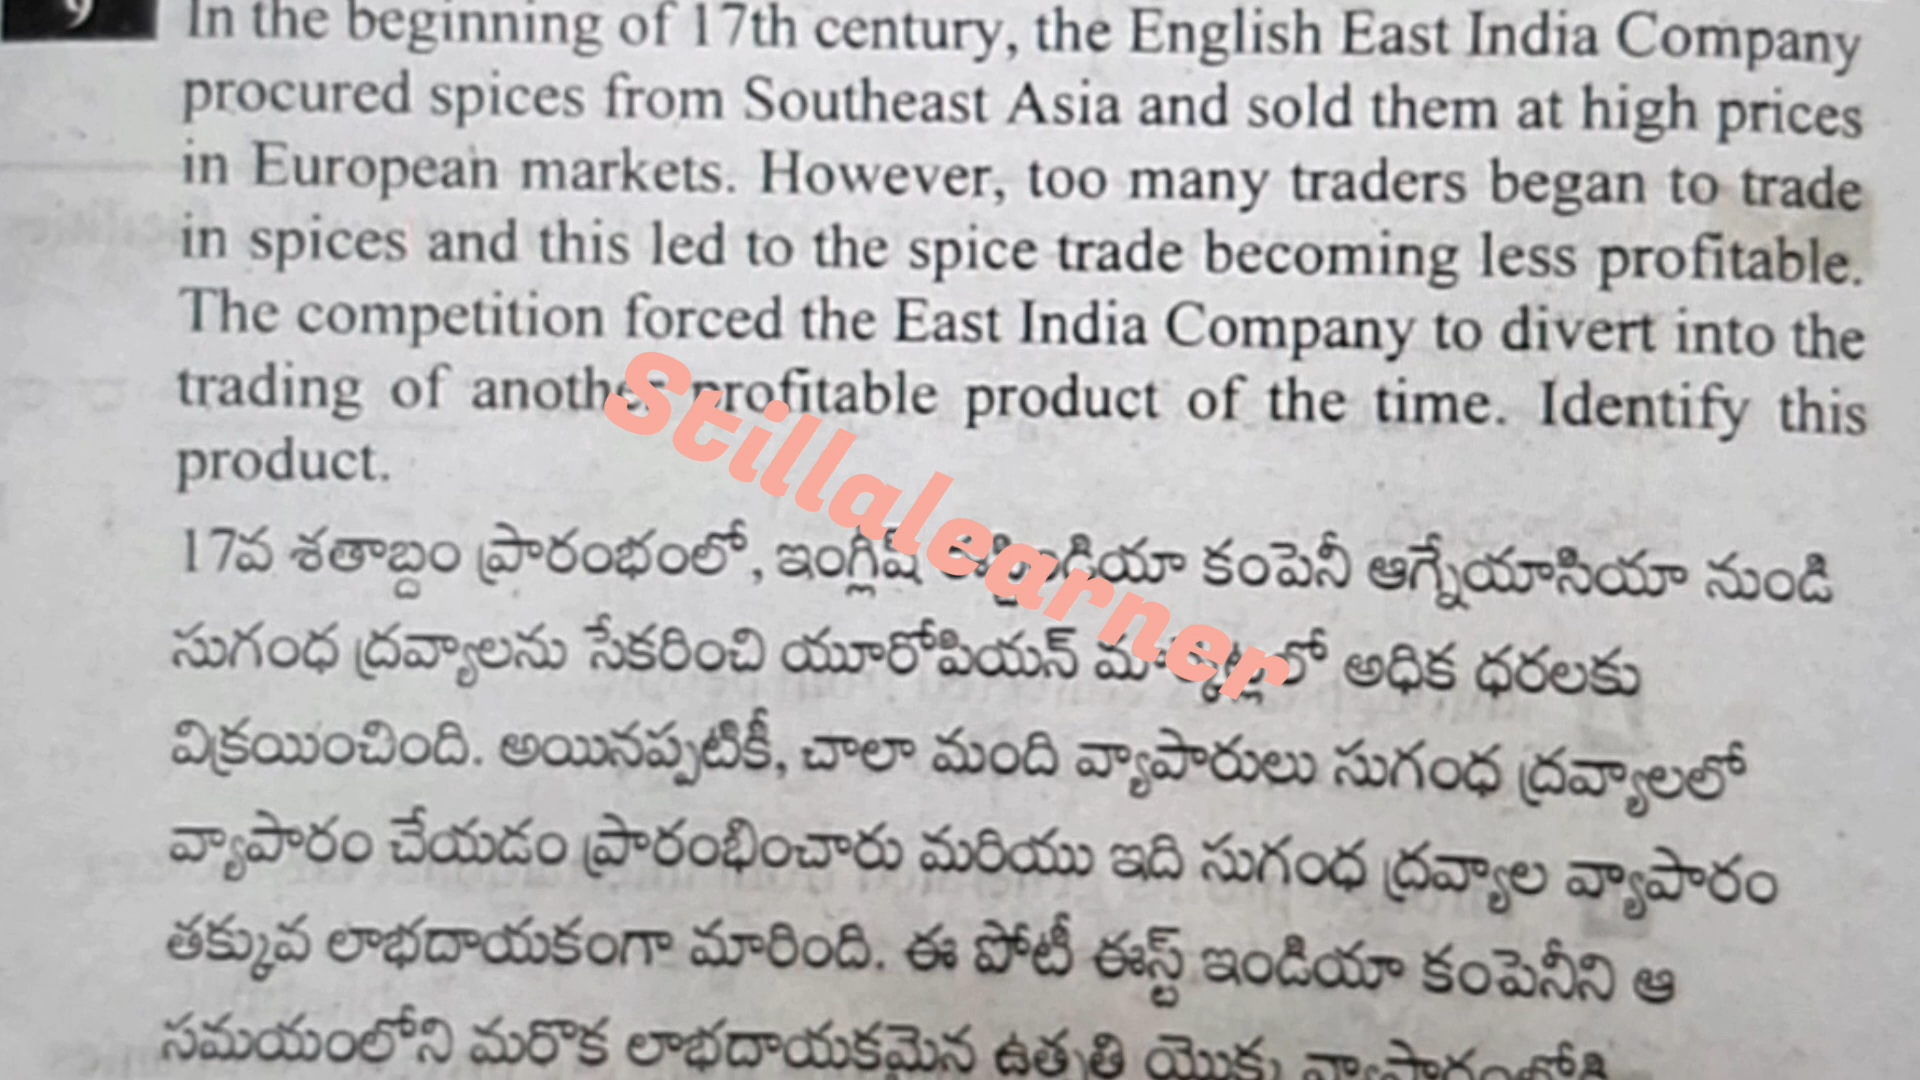 9
In the beginning of 17th century, the English East India Company
procured spices from Southeast Asia and sold them at high prices
in European markets. However, too many traders began to trade
in spices and this led to the spice trade becoming less profitable.
The competition forced the East India Company to divert into the
trading of another profitable product of the time. Identify this
product.
Stillalearner
17వ శతాబ్దం ప్రారంభంలో, ఇంగ్లీష్ ఇండియా కంపెనీ ఆగ్నేయాసియా నుండి
సుగంధ ద్రవ్యాలను సేకరించి యూరోపియన్ మార్కెట్లలో అధిక ధరలకు
విక్రయించింది. అయినప్పటికీ, చాలా మంది వ్యాపారులు సుగంధ ద్రవ్యాలలో
వ్యాపారం చేయడం ప్రారంభించారు మరియు ఇది సుగంధ ద్రవ్యాల వ్యాపారం
తక్కువ లాభదాయకంగా మారింది. ఈ పోటీ ఈస్ట్ ఇండియా కంపెనీని ఆ
సమయంలోని మరొక లాభదాయకమైన ఉత్పత్తి యొక్క వ్యాపారంలోకి